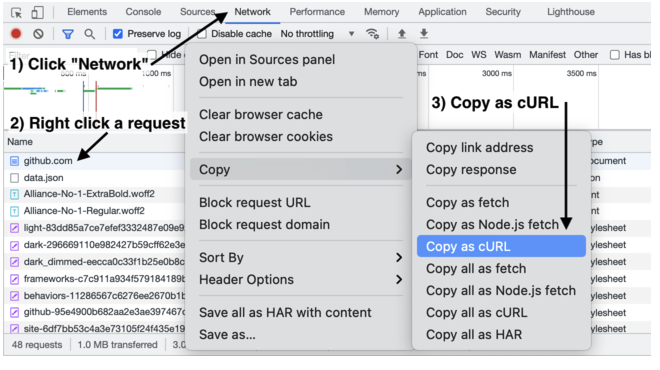 Elements Console Sources Network Performance Memory Application Security Lighthouse
Preserve log Disable cache No throttling
1) Click "Network"
Font Doc WS Wasm Manifest Other Has bl
500 ms 1000 ms 3000 ms 3500 ms
2) Right click a request
3) Copy as cURL
Name
github.com
data.json
Alliance-No-1-ExtraBold.woff2
Alliance-No-1-Regular.woff2
light-83dd85a7ce7efef3332487e09e9
dark-296669110e982427b59cff62e3e
dark_dimmed-eecca0c33f1b25e0b8c
frameworks-c7c911a934f579184189b
behaviors-11286567c6276ee2670b1b
github-95e4900b682aa2e3ae397467c
site-6df7bb53c4a3e73105f24f435e19
48 requests 1.0 MB transferred 3.0
Open in Sources panel
Open in new tab
Clear browser cache
Clear browser cookies
Copy
Block request URL
Block request domain
Sort By
Header Options
Save all as HAR with content
Save as...
Copy link address
Copy response
Copy as fetch
Copy as Node.js fetch
Copy as cURL
Copy all as fetch
Copy all as Node.js fetch
Copy all as cURL
Copy all as HAR
ype
ocument
on
nt
nt
ylesheet
ylesheet
ylesheet
ylesheet
ylesheet
ylesheet
ylesheet